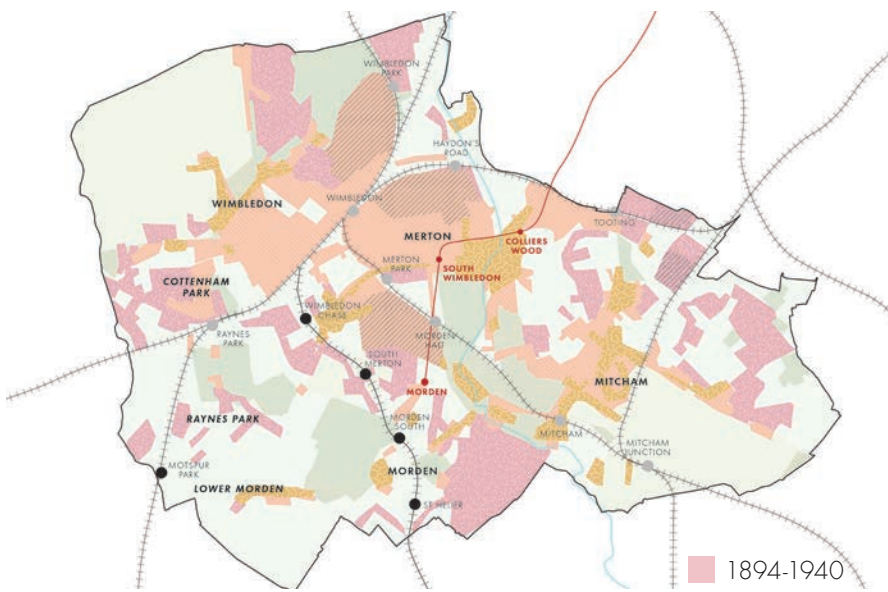 WIMBLEDON
PARK
HAYDON'S
ROAD
WIMBLEDON
WIMBLEDON
MERTON
COLLIERS
WOOD
TOOTING
SOUTH
WIMBLEDON
MERTON
PARK
COTTENHAM
PARK
WIMBLEDON
CHASE
RAYNES
PARK
MORDEN
HALL
SOUTH
MERTON
MORDEN
MITCHAM
RAYNES PARK
MORDEN
SOUTH
MITCHAM
MITCHAM
JUNCTION
MOTSPUR
PARK
MORDEN
LOWER MORDEN
ST HELIER
1894-1940